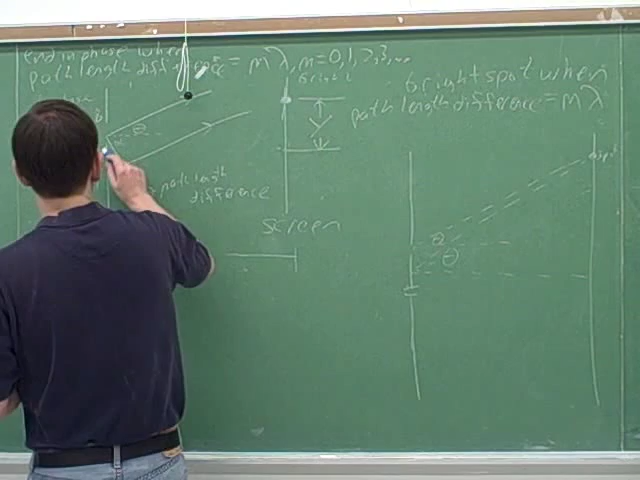 end in phase when
path length difference = mλ, m=0,1,2,3,...
bright
bright spot when
path length difference = mλ
θ
y
path length
difference
screen
θ
θ